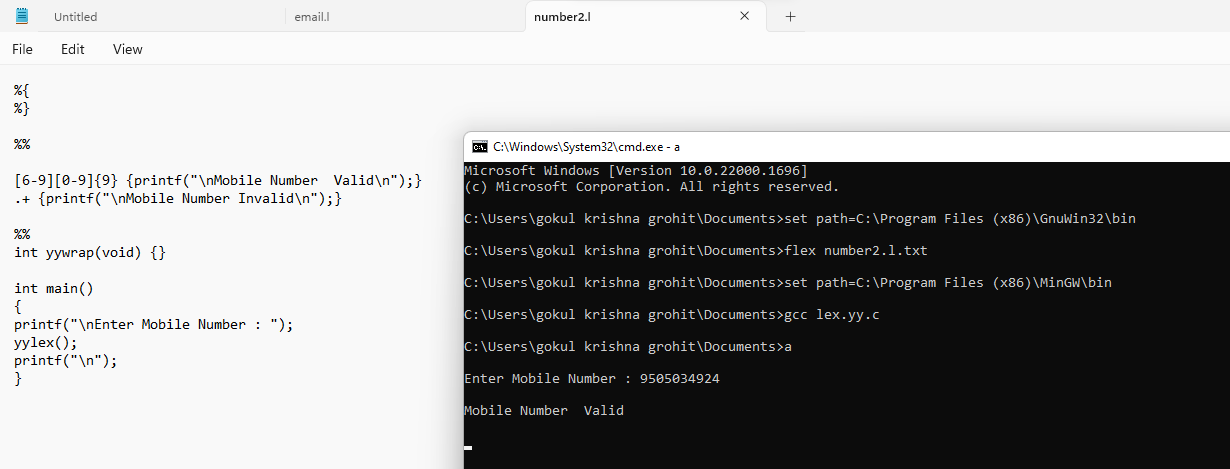 Untitled
email.l
number2.l
File Edit View
%{
%}
%%
[6-9][0-9]{9} {printf("\nMobile Number  Valid\n");}
.+ {printf("\nMobile Number Invalid\n");}
%%
int yywrap(void) {}
int main()
{
printf("\nEnter Mobile Number : ");
yylex();
printf("\n");
}
C:\Windows\System32\cmd.exe - a
Microsoft Windows [Version 10.0.22000.1696]
(c) Microsoft Corporation. All rights reserved.
C:\Users\gokul krishna grohit\Documents>set path=C:\Program Files (x86)\GnuWin32\bin
C:\Users\gokul krishna grohit\Documents>flex number2.l.txt
C:\Users\gokul krishna grohit\Documents>set path=C:\Program Files (x86)\MinGW\bin
C:\Users\gokul krishna grohit\Documents>gcc lex.yy.c
C:\Users\gokul krishna grohit\Documents>a
Enter Mobile Number : 9505034924
Mobile Number  Valid